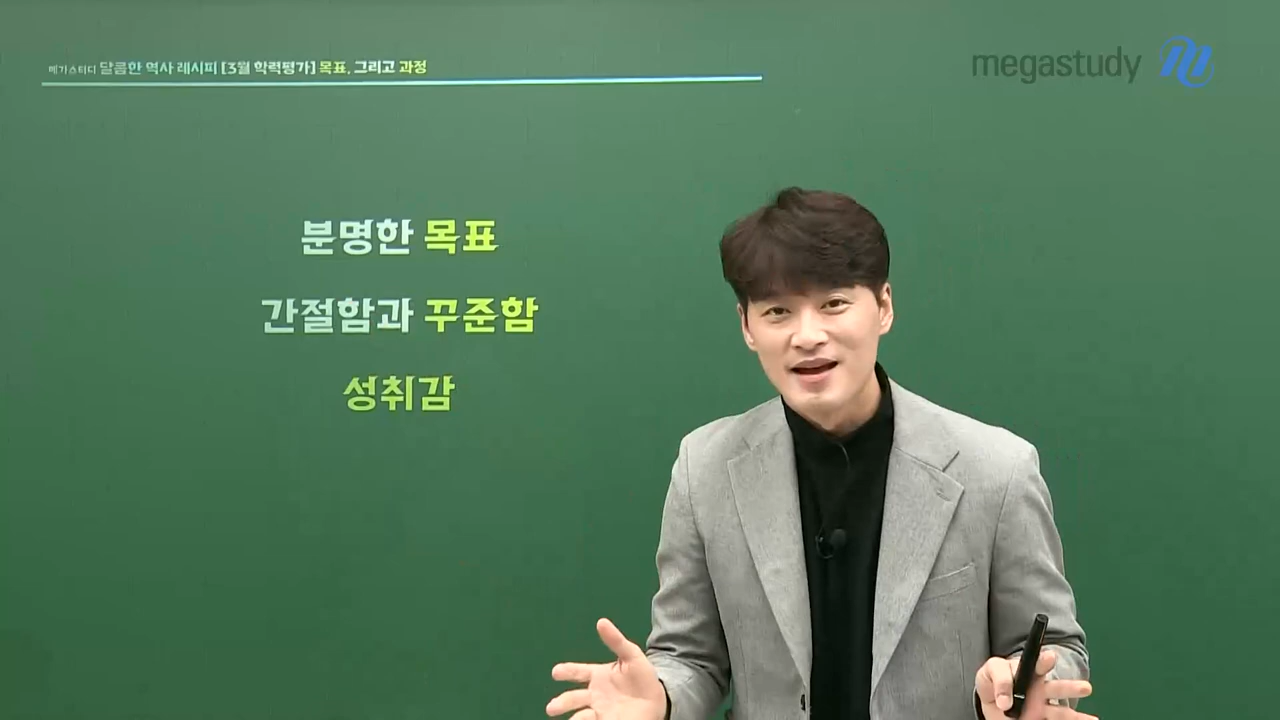 메가스터디 달콤한 역사 레시피 [3월 학력평가] 목표, 그리고 과정
megastudy
분명한 목표
간절함과 꾸준함
성취감